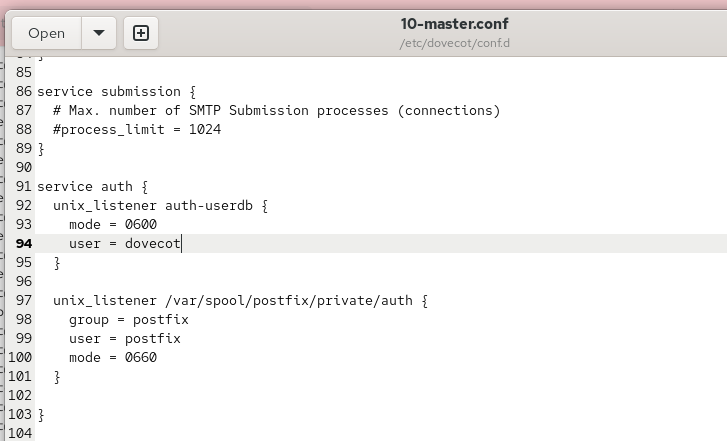 Open
10-master.conf
/etc/dovecot/conf.d
85
86 service submission {
87   # Max. number of SMTP Submission processes (connections)
88   #process_limit = 1024
89 }
90
91 service auth {
92   unix_listener auth-userdb {
93     mode = 0600
94     user = dovecot
95   }
96
97   unix_listener /var/spool/postfix/private/auth {
98     group = postfix
99     user = postfix
100     mode = 0660
101   }
102
103 }
104